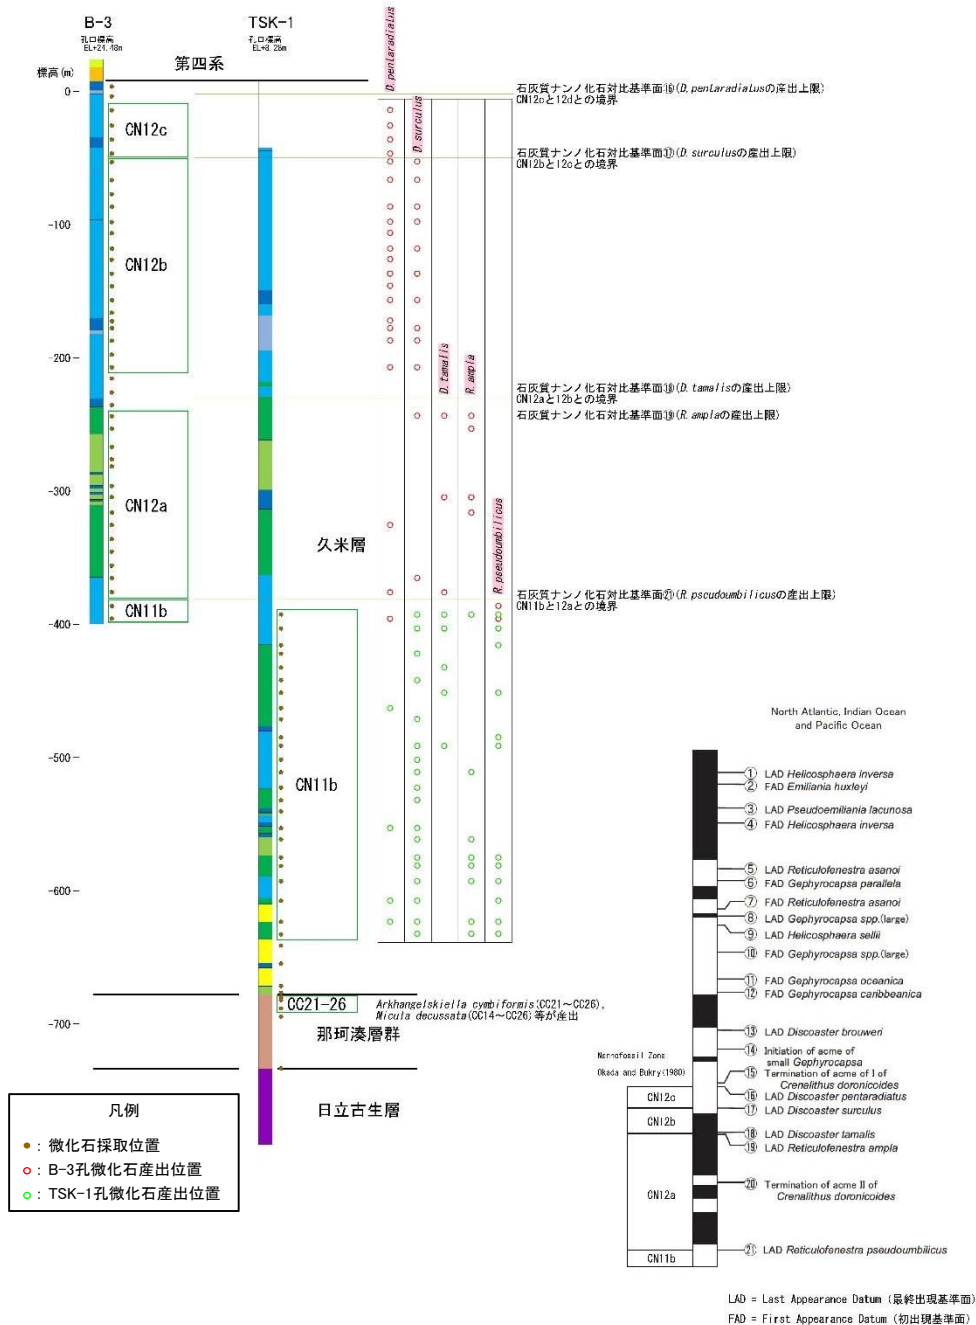 B-3
孔口標高
EL+24.48m
TSK-1
孔口標高
EL+8.28m
標高(m)
第四系
D. pentaradiatus
D. surculus
D. tamalis
R. ampla
R. pseudoumbilicus
0
-100
-200
-300
-400
-500
-600
-700
CN12c
CN12b
CN12a
CN11b
CN11b
CC21-26
石灰質ナンノ化石対比基準面⑯(D. pentaradiatusの産出上限)
CN12cと12dとの境界
石灰質ナンノ化石対比基準面⑰(D. surculusの産出上限)
CN12bと12cとの境界
石灰質ナンノ化石対比基準面⑱(D. tamalisの産出上限)
CN12aと12bとの境界
石灰質ナンノ化石対比基準面⑲(R. amplaの産出上限)
石灰質ナンノ化石対比基準面㉑(R. pseudoumbilicusの産出上限)
CN11bと12aとの境界
久米層
Arkhangelskiella cymbiformis(CC21~CC26),
Micula decussata(CC14~CC26)等が産出
那珂湊層群
日立古生層
凡例
: 微化石採取位置
: B-3孔微化石産出位置
: TSK-1孔微化石産出位置
North Atlantic, Indian Ocean
and Pacific Ocean
① LAD Helicosphaera inversa
② FAD Emiliania huxleyi
③ LAD Pseudoemiliania lacunosa
④ FAD Helicosphaera inversa
⑤ LAD Reticulofenestra asanoi
⑥ FAD Gephyrocapsa parallela
⑦ FAD Reticulofenestra asanoi
⑧ LAD Gephyrocapsa spp.(large)
⑨ LAD Helicosphaera sellii
⑩ FAD Gephyrocapsa spp.(large)
⑪ FAD Gephyrocapsa oceanica
⑫ FAD Gephyrocapsa caribbeanica
⑬ LAD Discoaster brouweri
⑭ Initiation of acme of
small Gephyrocapsa
⑮ Termination of acme of I of
Crenalithus doronicoides
⑯ LAD Discoaster pentaradiatus
⑰ LAD Discoaster surculus
⑱ LAD Discoaster tamalis
⑲ LAD Reticulofenestra ampla
⑳ Termination of acme II of
Crenalithus doronicoides
㉑ LAD Reticulofenestra pseudoumbilicus
Nannofossil Zone
Okada and Bukry(1980)
CN12c
CN12b
CN12a
CN11b
LAD = Last Appearance Datum (最終出現基準面)
FAD = First Appearance Datum (初出現基準面)